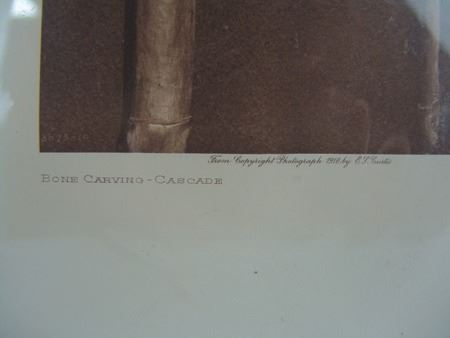 From Copyright Photograph 1910 by E.S. Curtis
BONE CARVING - CASCADE